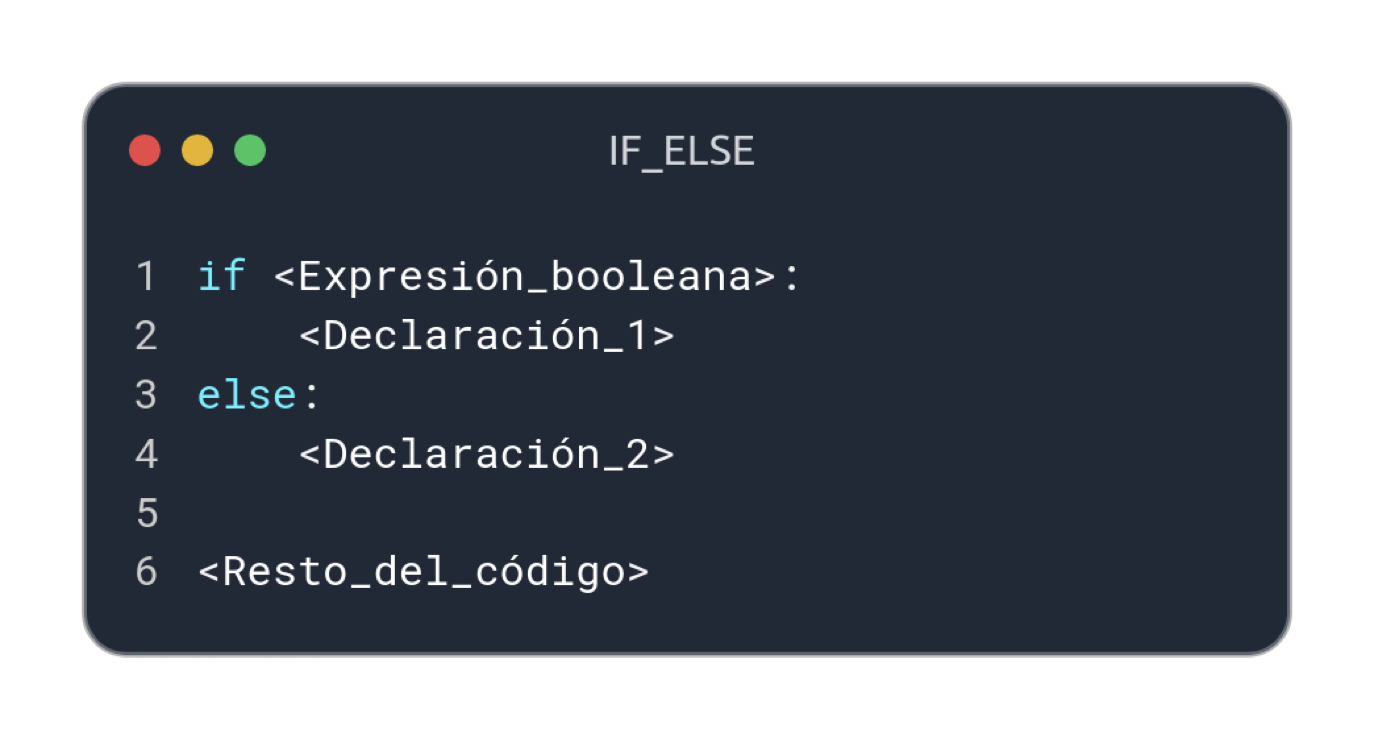 IF_ELSE
1 if <Expresión_booleana>:
2     <Declaración_1>
3 else:
4     <Declaración_2>
5
6 <Resto_del_código>